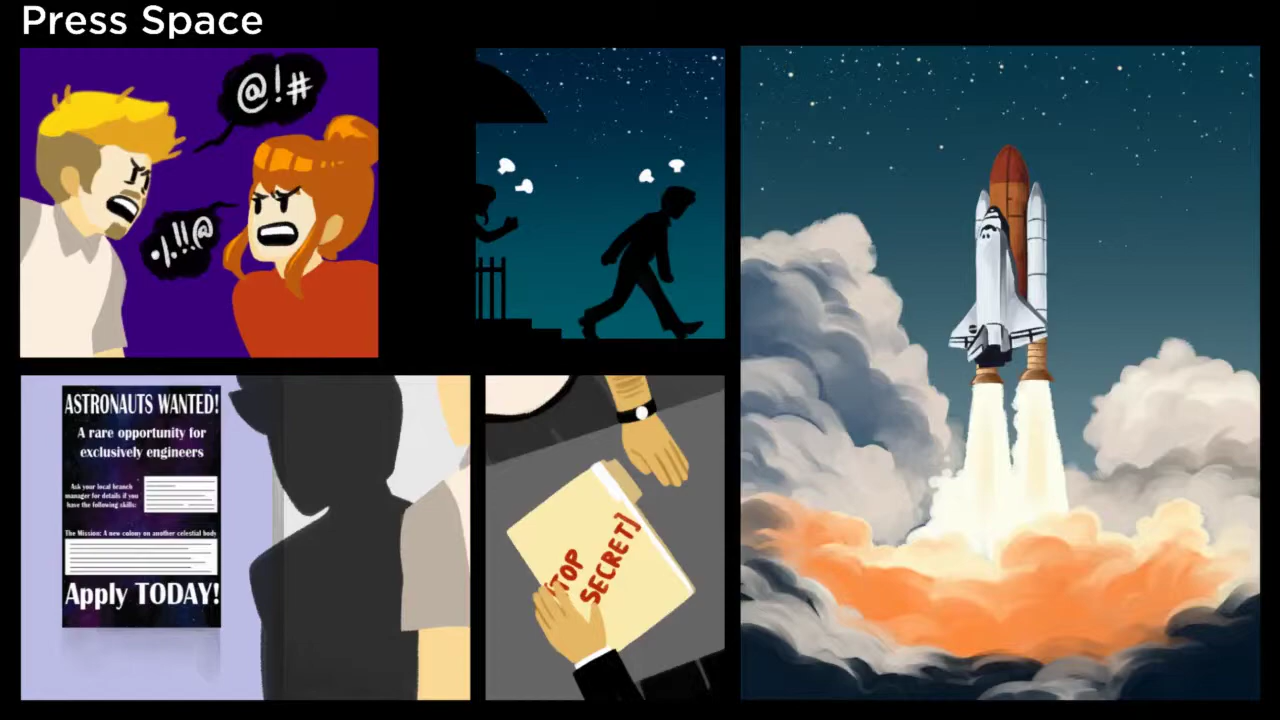 Press Space
@!#
·/.!!@
ASTRONAUTS WANTED!
A rare opportunity for
exclusively engineers
Ask your local branch
manager for details if you
have the following skills:
The Mission: A new colony on another celestial body
Apply TODAY!
[TOP
SECRET]